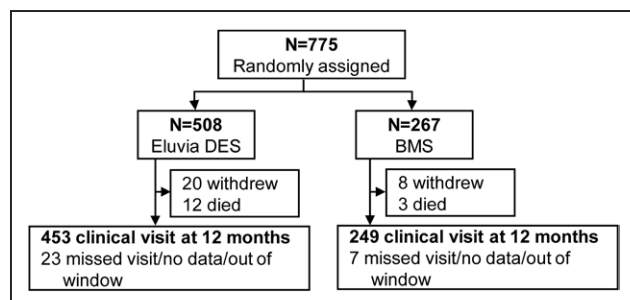 N=775
Randomly assigned
N=508
Eluvia DES
N=267
BMS
20 withdrew
12 died
8 withdrew
3 died
453 clinical visit at 12 months
23 missed visit/no data/out of
window
249 clinical visit at 12 months
7 missed visit/no data/out of
window